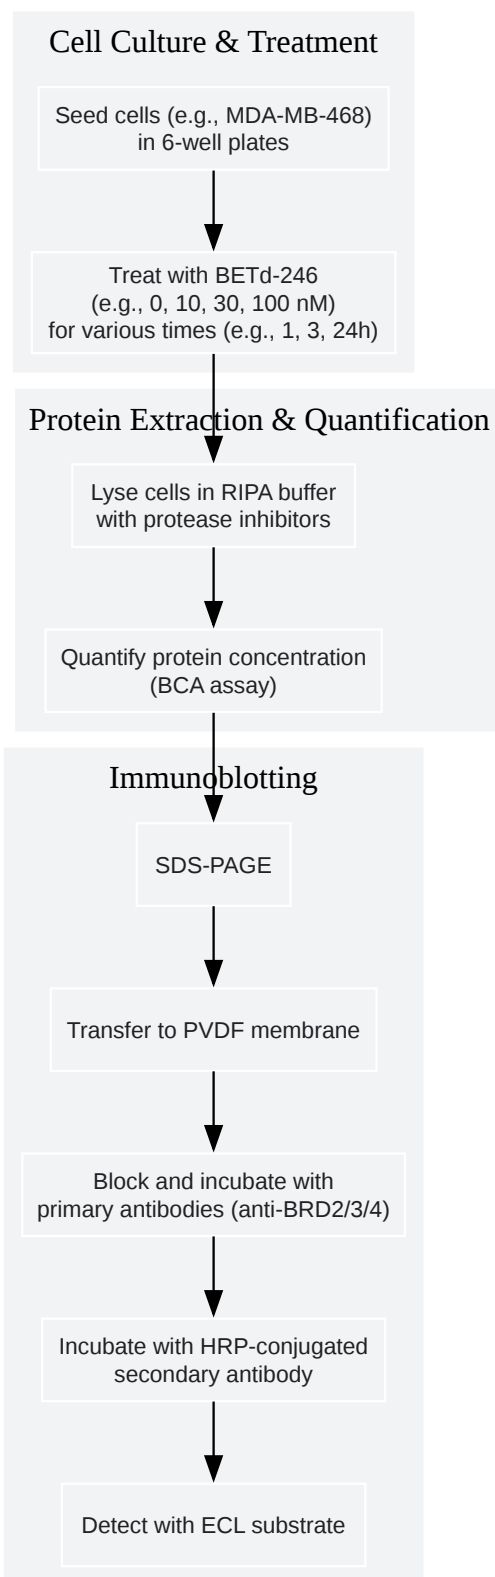 Cell Culture & Treatment
Seed cells (e.g., MDA-MB-468)
in 6-well plates
Treat with BETd-246
(e.g., 0, 10, 30, 100 nM)
for various times (e.g., 1, 3, 24h)
Protein Extraction & Quantification
Lyse cells in RIPA buffer
with protease inhibitors
Quantify protein concentration
(BCA assay)
Immunoblotting
SDS-PAGE
Transfer to PVDF membrane
Block and incubate with
primary antibodies (anti-BRD2/3/4)
Incubate with HRP-conjugated
secondary antibody
Detect with ECL substrate